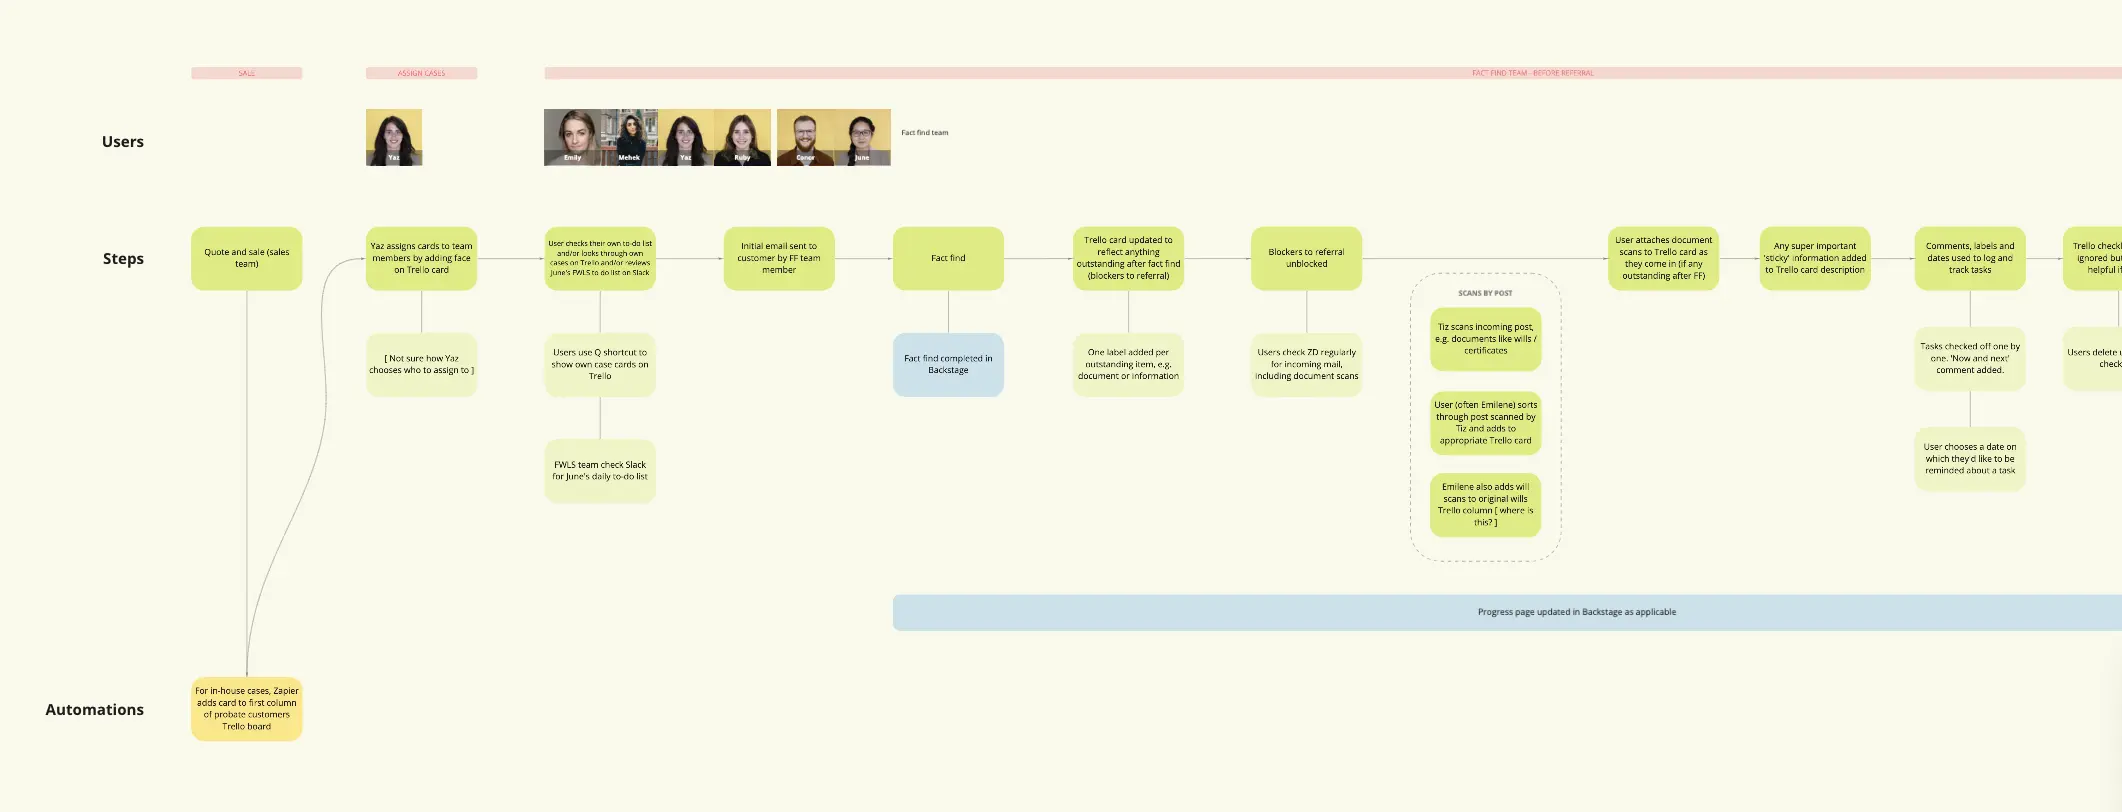 SALE
ASSIGN CASES
FACT FIND TEAM - BEFORE REFERRAL
Users
Yaz
Emily
Mehek
Yaz
Ruby
Conor
June
Fact find team
Steps
Quote and sale (sales
team)
Yaz assigns cards to team
members by adding face
on Trello card
User checks their own to-do list
and/or looks through own
cases on Trello and/or reviews
June's FWLS to do list on Slack
Initial email sent to
customer by FF team
member
Fact find
Trello card updated to
reflect anything
outstanding after fact find
(blockers to referral)
Blockers to referral
unblocked
User attaches document
scans to Trello card as
they come in (if any
outstanding after FF)
Any super important
'sticky' information added
to Trello card description
Comments, labels and
dates used to log and
track tasks
Trello check
ignored but
helpful i
[ Not sure how Yaz
chooses who to assign to ]
Users use Q shortcut to
show own case cards on
Trello
Fact find completed in
Backstage
One label added per
outstanding item, e.g.
document or information
Users check ZD regularly
for incoming mail,
including document scans
SCANS BY POST
Tiz scans incoming post,
e.g. documents like wills /
certificates
User (often Emilene) sorts
through post scanned by
Tiz and adds to
appropriate Trello card
Emilene also adds will
scans to original wills
Trello column [ where is
this? ]
Tasks checked off one by
one. 'Now and next'
comment added.
Users delete
check
FWLS team check Slack
for June's daily to-do list
User chooses a date on
which they'd like to be
reminded about a task
Progress page updated in Backstage as applicable
Automations
For in-house cases, Zapier
adds card to first column
of probate customers
Trello board